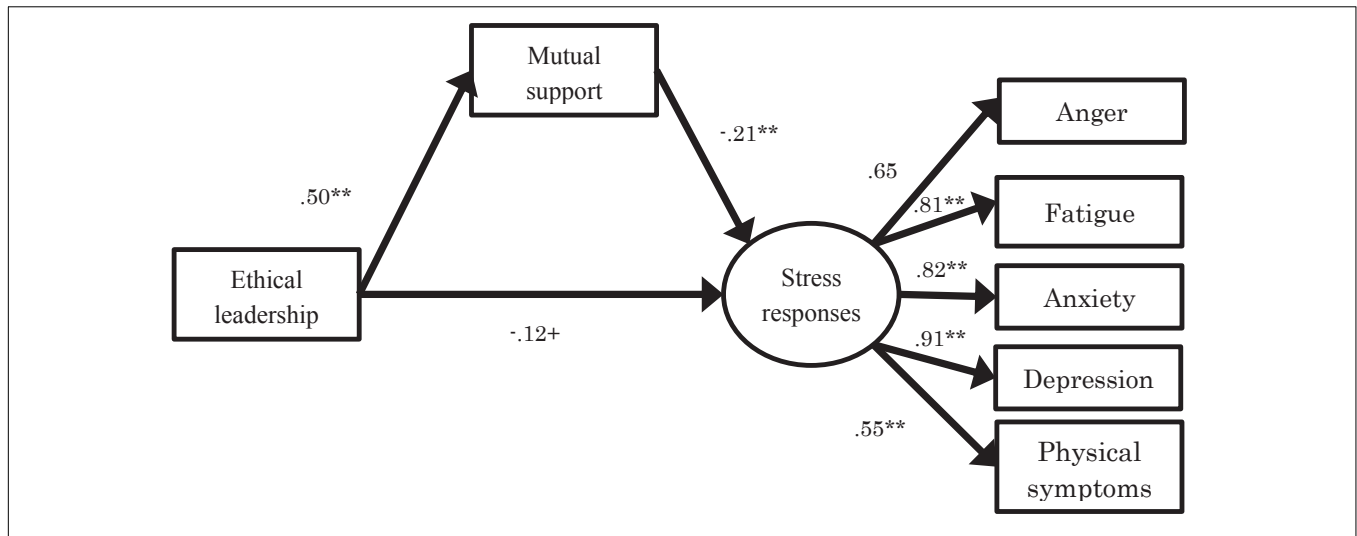 Mutual
support
Anger
-.21**
.65
.50**
.81**
Fatigue
Ethical
leadership
Stress
responses
.82**
Anxiety
-.12+
.91**
Depression
.55**
Physical
symptoms